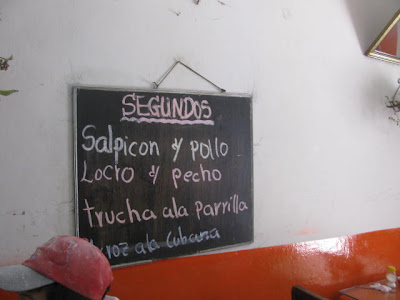 SEGUNDOS
Salpicon d pollo
Locro d pecho
trucha ala parrilla
ala Cubana